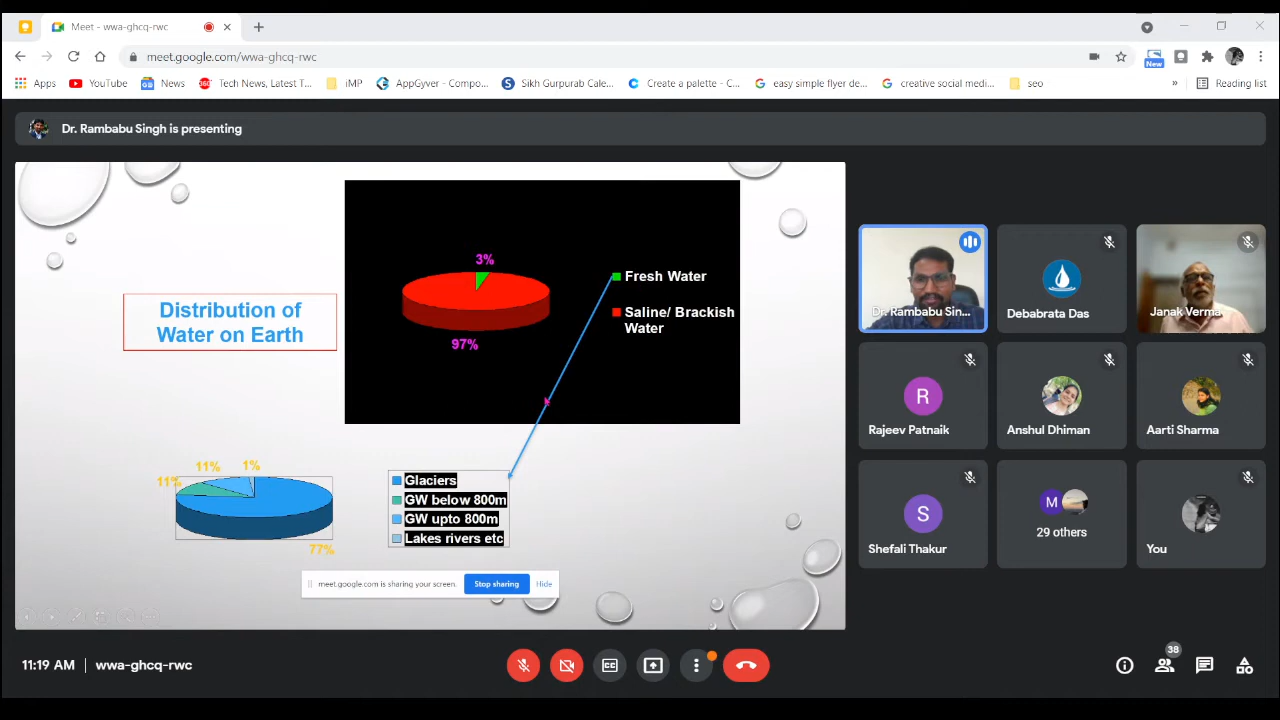 Meet - wwa-ghcq-rwc
meet.google.com/wwa-ghcq-rwc
New
Apps
YouTube
News
360
Tech News, Latest T...
iMP
AppGyver - Compo...
S
Sikh Gurpurab Cale...
C
Create a palette - C...
easy simple flyer de...
creative social medi...
seo
»
Reading list
Dr. Rambabu Singh is presenting
3%
Fresh Water
Saline/ Brackish
Water
97%
Distribution of
Water on Earth
11%
11%
1%
77%
Glaciers
GW below 800m
GW upto 800m
Lakes rivers etc
meet.google.com is sharing your screen.
Stop sharing
Hide
Dr. Rambabu Sin...
Debabrata Das
Janak Verma
R
Rajeev Patnaik
Anshul Dhiman
Aarti Sharma
S
Shefali Thakur
M
29 others
You
11:19 AM | wwa-ghcq-rwc
CC
38